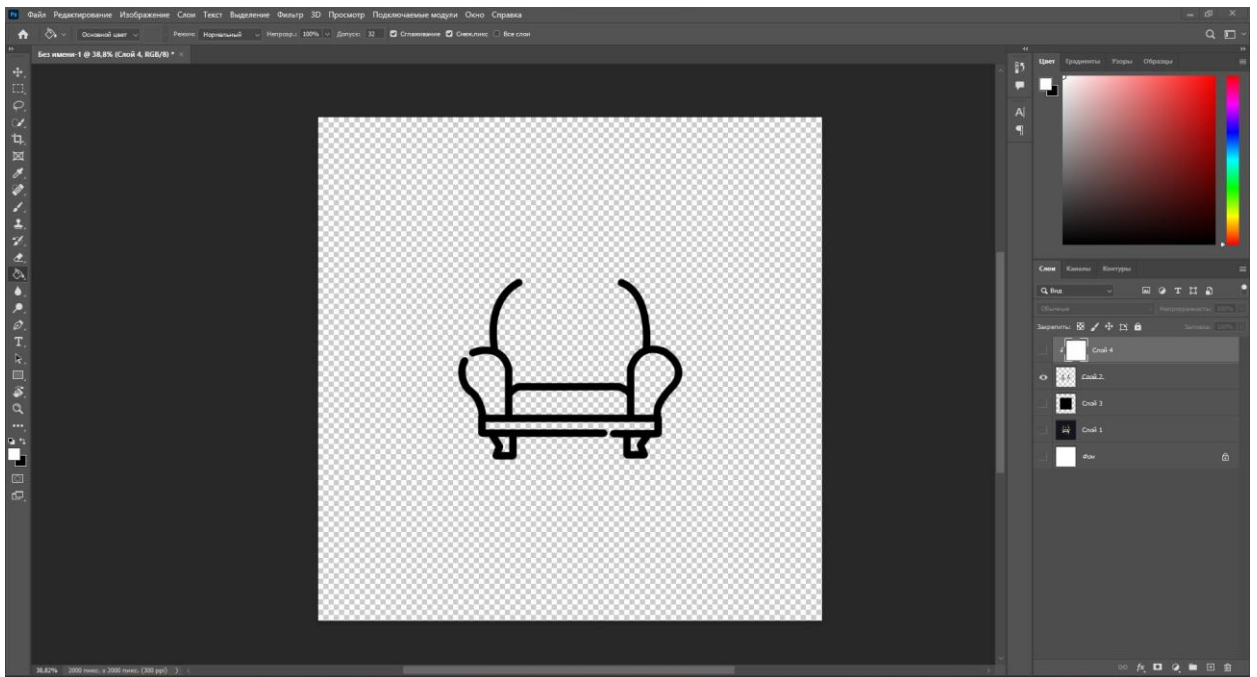 Ps Файл Редактирование Изображение Слои Текст Выделение Фильтр 3D Просмотр Подключаемые модули Окно Справка
Основной цвет Режим: Нормальный Непрозр.: 100% Допуск: 32 Сглаживание Смеж.пикс Все слои
Без имени-1 @ 38,8% (Слой 4, RGB/8) * ×
Цвет Градиенты Узоры Образцы
Слои Каналы Контуры
Вид
Обычные Непрозрачность: 100%
Закрепить: Заливка: 100%
Слой 4
Слой 2
Слой 3
Слой 1
Фон
38,82% 2000 пикс. x 2000 пикс. (300 ppi)